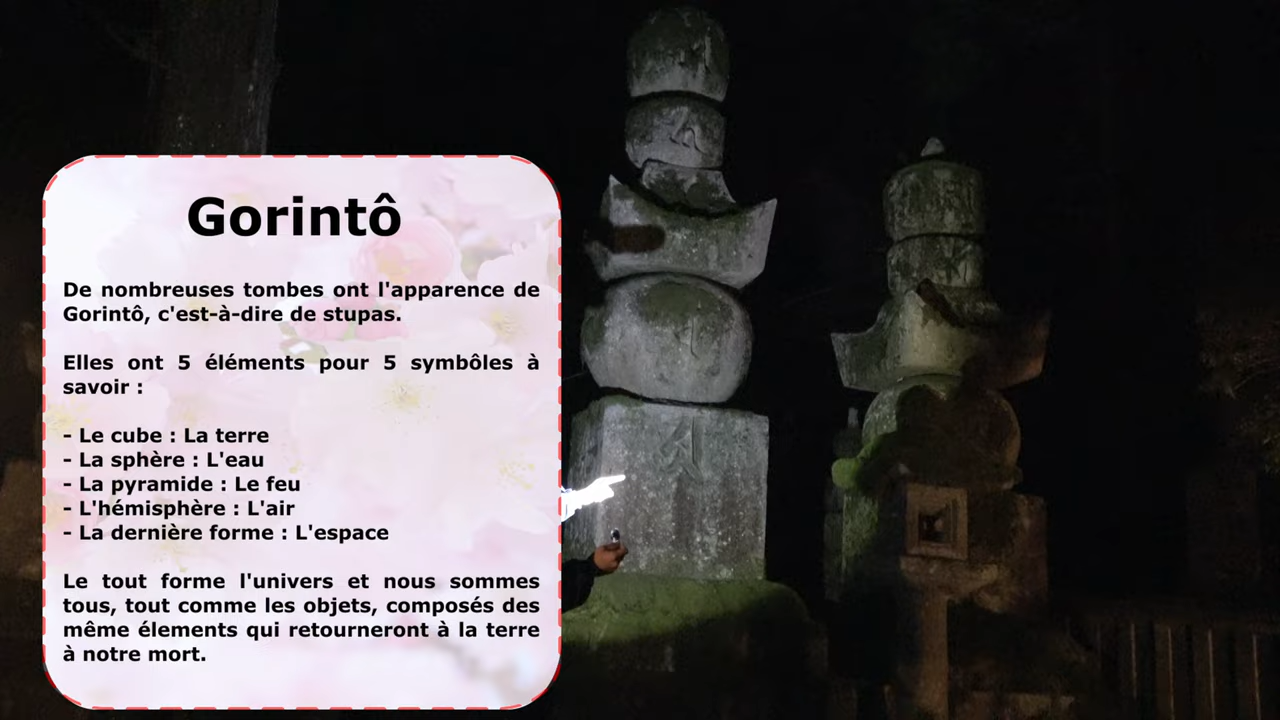 Gorintô
De nombreuses tombes ont l'apparence de
Gorintô, c'est-à-dire de stupas.
Elles ont 5 éléments pour 5 symbôles à
savoir :
- Le cube : La terre
- La sphère : L'eau
- La pyramide : Le feu
- L'hémisphère : L'air
- La dernière forme : L'espace
Le tout forme l'univers et nous sommes
tous, tout comme les objets, composés des
même élements qui retourneront à la terre
à notre mort.